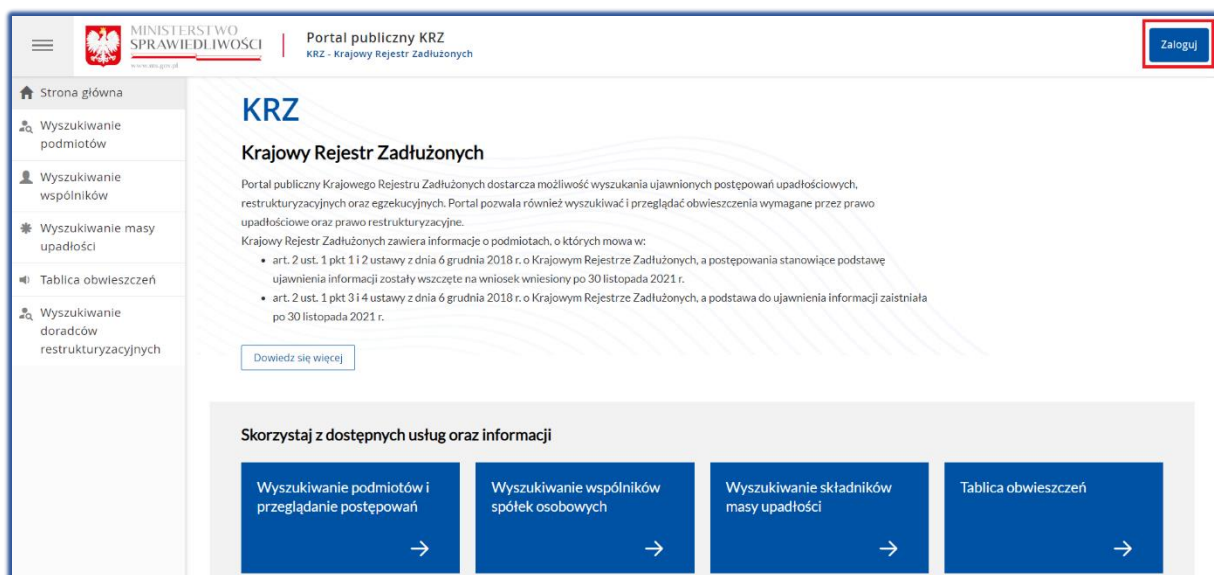 MINISTERSTWO
SPRAWIEDLIWOŚCI
www.ms.gov.pl
Portal publiczny KRZ
KRZ - Krajowy Rejestr Zadłużonych
Zaloguj
Strona główna
Wyszukiwanie
podmiotów
Wyszukiwanie
wspólników
Wyszukiwanie masy
upadłości
Tablica obwieszczeń
Wyszukiwanie
doradców
restrukturyzacyjnych
KRZ
Krajowy Rejestr Zadłużonych
Portal publiczny Krajowego Rejestru Zadłużonych dostarcza możliwość wyszukania ujawnionych postępowań upadłościowych,
restrukturyzacyjnych oraz egzekucyjnych. Portal pozwala również wyszukiwać i przeglądać obwieszczenia wymagane przez prawo
upadłościowe oraz prawo restrukturyzacyjne.
Krajowy Rejestr Zadłużonych zawiera informacje o podmiotach, o których mowa w:
• art. 2 ust. 1 pkt 1 i 2 ustawy z dnia 6 grudnia 2018 r. o Krajowym Rejestrze Zadłużonych, a postępowania stanowiące podstawę
ujawnienia informacji zostały wszczęte na wniosek wniesiony po 30 listopada 2021 r.
• art. 2 ust. 1 pkt 3 i 4 ustawy z dnia 6 grudnia 2018 r. o Krajowym Rejestrze Zadłużonych, a podstawa do ujawnienia informacji zaistniała
po 30 listopada 2021 r.
Dowiedz się więcej
Skorzystaj z dostępnych usług oraz informacji
Wyszukiwanie podmiotów i
przeglądanie postępowań
Wyszukiwanie wspólników
spółek osobowych
Wyszukiwanie składników
masy upadłości
Tablica obwieszczeń